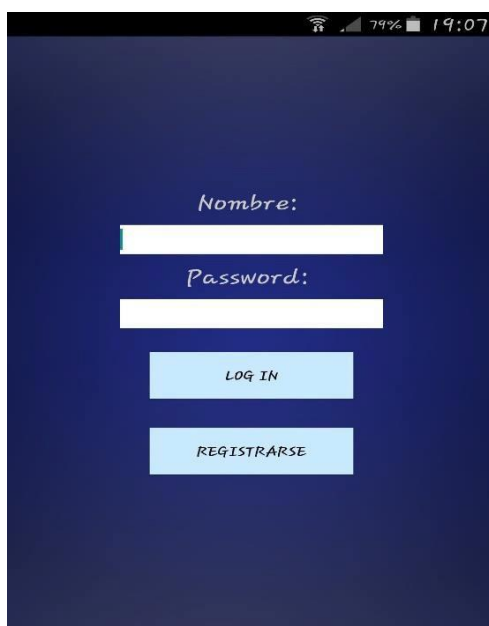 79% 19:07
Nombre:
Password:
LOG IN
REGISTRARSE